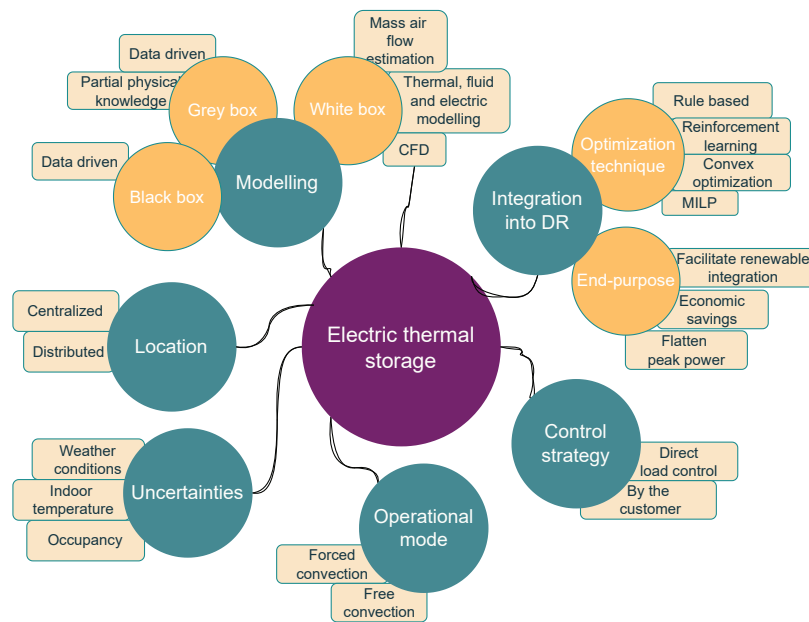 Mass air
flow
estimation
Data driven
Partial physical
knowledge
Grey box
White box
Thermal, fluid
and electric
modelling
CFD
Data driven
Black box
Modelling
Rule based
Reinforcement
learning
Optimization
technique
Convex
optimization
MILP
Integration
into DR
Facilitate renewable
integration
End-purpose
Economic
savings
Flatten
peak power
Centralized
Distributed
Location
Electric thermal
storage
Control
strategy
Direct
load control
By the
customer
Weather
conditions
Indoor
temperature
Occupancy
Uncertainties
Operational
mode
Forced
convection
Free
convection